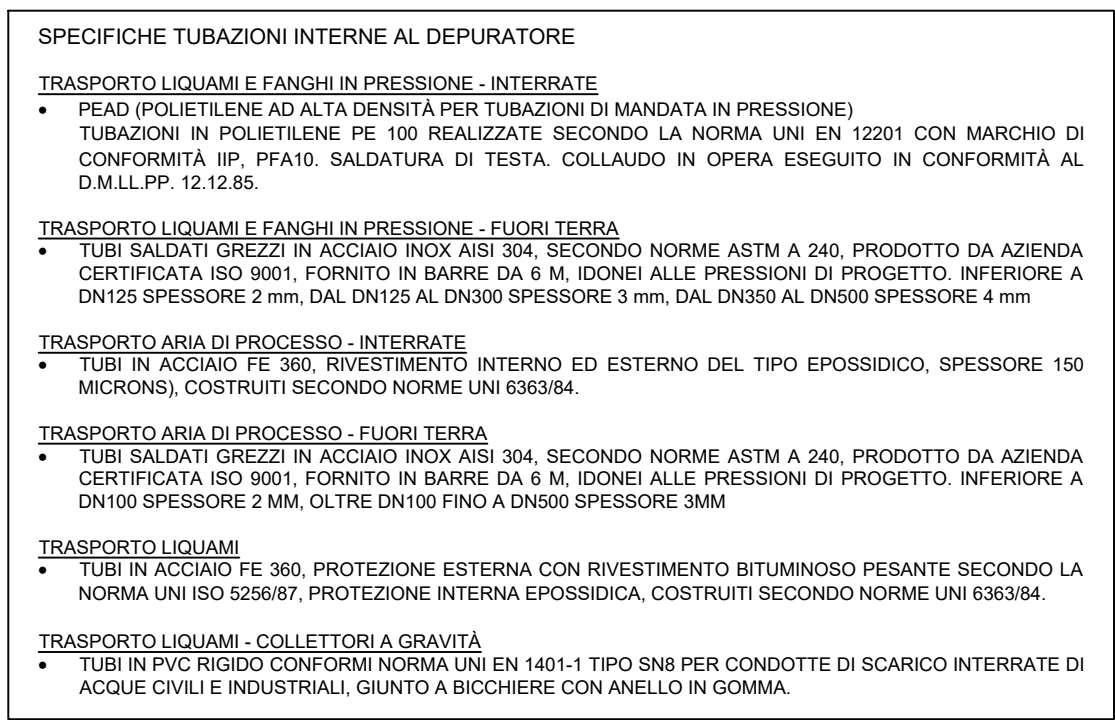 SPECIFICHE TUBAZIONI INTERNE AL DEPURATORE
TRASPORTO LIQUAMI E FANGHI IN PRESSIONE - INTERRATE
• PEAD (POLIETILENE AD ALTA DENSITÀ PER TUBAZIONI DI MANDATA IN PRESSIONE)
TUBAZIONI IN POLIETILENE PE 100 REALIZZATE SECONDO LA NORMA UNI EN 12201 CON MARCHIO DI
CONFORMITÀ IIP, PFA10. SALDATURA DI TESTA. COLLAUDO IN OPERA ESEGUITO IN CONFORMITÀ AL
D.M.LL.PP. 12.12.85.
TRASPORTO LIQUAMI E FANGHI IN PRESSIONE - FUORI TERRA
• TUBI SALDATI GREZZI IN ACCIAIO INOX AISI 304, SECONDO NORME ASTM A 240, PRODOTTO DA AZIENDA
CERTIFICATA ISO 9001, FORNITO IN BARRE DA 6 M, IDONEI ALLE PRESSIONI DI PROGETTO. INFERIORE A
DN125 SPESSORE 2 mm, DAL DN125 AL DN300 SPESSORE 3 mm, DAL DN350 AL DN500 SPESSORE 4 mm
TRASPORTO ARIA DI PROCESSO - INTERRATE
• TUBI IN ACCIAIO FE 360, RIVESTIMENTO INTERNO ED ESTERNO DEL TIPO EPOSSIDICO, SPESSORE 150
MICRONS), COSTRUITI SECONDO NORME UNI 6363/84.
TRASPORTO ARIA DI PROCESSO - FUORI TERRA
• TUBI SALDATI GREZZI IN ACCIAIO INOX AISI 304, SECONDO NORME ASTM A 240, PRODOTTO DA AZIENDA
CERTIFICATA ISO 9001, FORNITO IN BARRE DA 6 M, IDONEI ALLE PRESSIONI DI PROGETTO. INFERIORE A
DN100 SPESSORE 2 MM, OLTRE DN100 FINO A DN500 SPESSORE 3MM
TRASPORTO LIQUAMI
• TUBI IN ACCIAIO FE 360, PROTEZIONE ESTERNA CON RIVESTIMENTO BITUMINOSO PESANTE SECONDO LA
NORMA UNI ISO 5256/87, PROTEZIONE INTERNA EPOSSIDICA, COSTRUITI SECONDO NORME UNI 6363/84.
TRASPORTO LIQUAMI - COLLETTORI A GRAVITÀ
• TUBI IN PVC RIGIDO CONFORMI NORMA UNI EN 1401-1 TIPO SN8 PER CONDOTTE DI SCARICO INTERRATE DI
ACQUE CIVILI E INDUSTRIALI, GIUNTO A BICCHIERE CON ANELLO IN GOMMA.